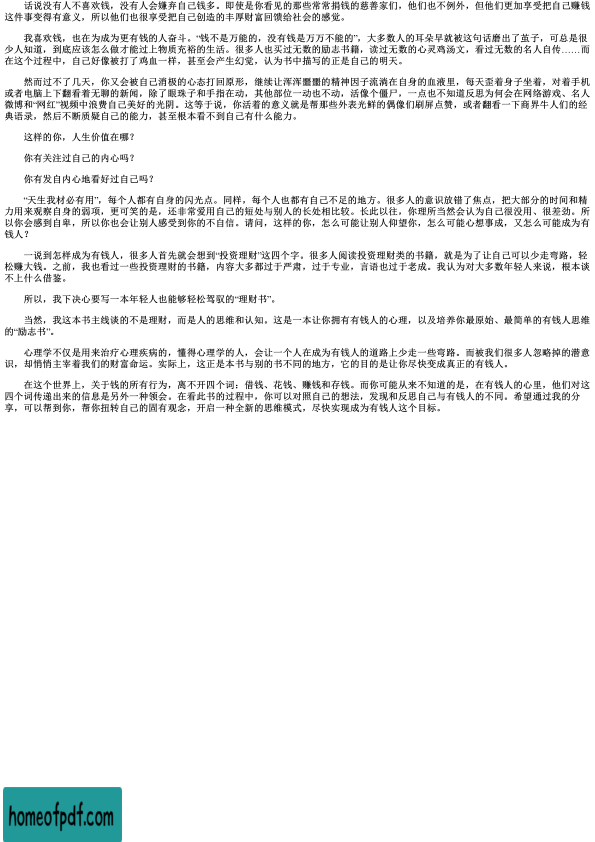 话说没有人不喜欢钱，没有人会嫌弃自己钱多。即使是你看见的那些常常捐钱的慈善家们，他们也不例外，但他们更加享受把自己赚钱
这件事变得有意义，所以他们也很享受把自己创造的丰厚财富回馈给社会的感觉。
我喜欢钱，也在为成为更有钱的人奋斗。“钱不是万能的，没有钱是万万不能的”，大多数人的耳朵早就被这句话磨出了茧子，可总是很
少人知道，到底应该怎么做才能过上物质充裕的生活。很多人也买过无数的励志书籍，读过无数的心灵鸡汤文，看过无数的名人自传……而
在这个过程中，自己好像被打了鸡血一样，甚至会产生幻觉，认为书中描写的正是自己的明天。
然而过不了几天，你又会被自己消极的心态打回原形，继续让浑浑噩噩的精神因子流淌在自身的血液里，每天歪着身子坐着，对着手机
或者电脑上下翻看着无聊的新闻，除了眼珠子和手指在动，其他部位一动也不动，活像个僵尸，一点也不知道反思为何会在网络游戏、名人
微博和“网红”视频中浪费自己美好的光阴。这等于说，你活着的意义就是帮那些外表光鲜的偶像们刷屏点赞，或者翻看一下商界牛人们的经
典语录，然后不断质疑自己的能力，甚至根本看不到自己有什么能力。
这样的你，人生价值在哪？
你有关注过自己的内心吗？
你有发自内心地看好过自己吗？
“天生我材必有用”，每个人都有自身的闪光点。同样，每个人也都有自己不足的地方。很多人的意识放错了焦点，把大部分的时间和精
力用来观察自身的弱项，更可笑的是，还非常爱用自己的短处与别人的长处相比较。长此以往，你理所当然会认为自己很没用、很差劲。所
以你会感到自卑，所以你也会让别人感受到你的不自信。请问，这样的你，怎么可能让别人仰望你，怎么可能心想事成，又怎么可能成为有
钱人？
一说到怎样成为有钱人，很多人首先就会想到“投资理财”这四个字。很多人阅读投资理财类的书籍，就是为了让自己可以少走弯路，轻
松赚大钱。之前，我也看过一些投资理财的书籍，内容大多都过于严肃，过于专业，言语也过于老成。我认为对大多数年轻人来说，根本谈
不上什么借鉴。
所以，我下决心要写一本年轻人也能够轻松驾驭的“理财书”。
当然，我这本书主线谈的不是理财，而是人的思维和认知。这是一本让你拥有有钱人的心理，以及培养你最原始、最简单的有钱人思维
的“励志书”。
心理学不仅是用来治疗心理疾病的，懂得心理学的人，会让一个人在成为有钱人的道路上少走一些弯路。而被我们很多人忽略掉的潜意
识，却悄悄主宰着我们的财富命运。实际上，这正是本书与别的书不同的地方，它的目的是让你尽快变成真正的有钱人。
在这个世界上，关于钱的所有行为，离不开四个词：借钱、花钱、赚钱和存钱。而你可能从来不知道的是，在有钱人的心里，他们对这
四个词传递出来的信息是另外一种领会。在看此书的过程中，你可以对照自己的想法，发现和反思自己与有钱人的不同。希望通过我的分
享，可以帮到你，帮你扭转自己的固有观念，开启一种全新的思维模式，尽快实现成为有钱人这个目标。
homeofpdf.com